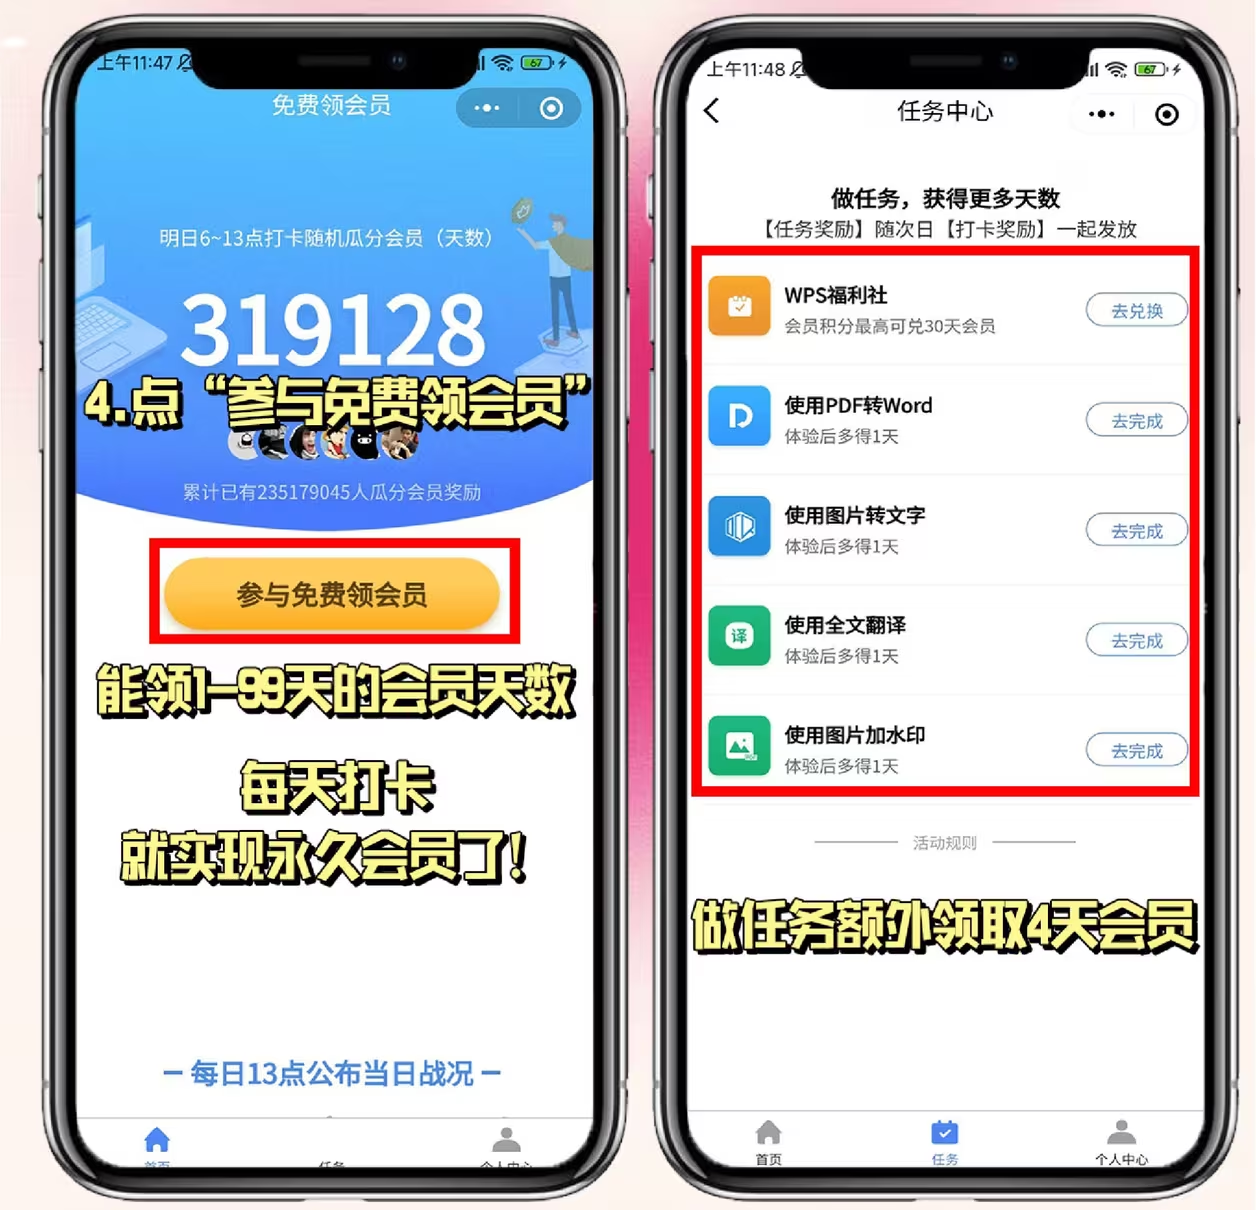 上午11:47
67
免费领会员
明日6~13点打卡随机瓜分会员（天数）
319128
4.点“参与免费领会员”
累计已有235179045人瓜分会员奖励
参与免费领会员
能领1-99天的会员天数
每天打卡
就实现永久会员了！
每日13点公布当日战况
首页
任务
个人中心
上午11:48
67
任务中心
做任务，获得更多天数
【任务奖励】随次日【打卡奖励】一起发放
WPS福利社
会员积分最高可兑30天会员
去兑换
使用PDF转Word
体验后多得1天
去完成
使用图片转文字
体验后多得1天
去完成
译
使用全文翻译
体验后多得1天
去完成
使用图片加水印
体验后多得1天
去完成
活动规则
做任务额外领取4天会员
首页
任务
个人中心